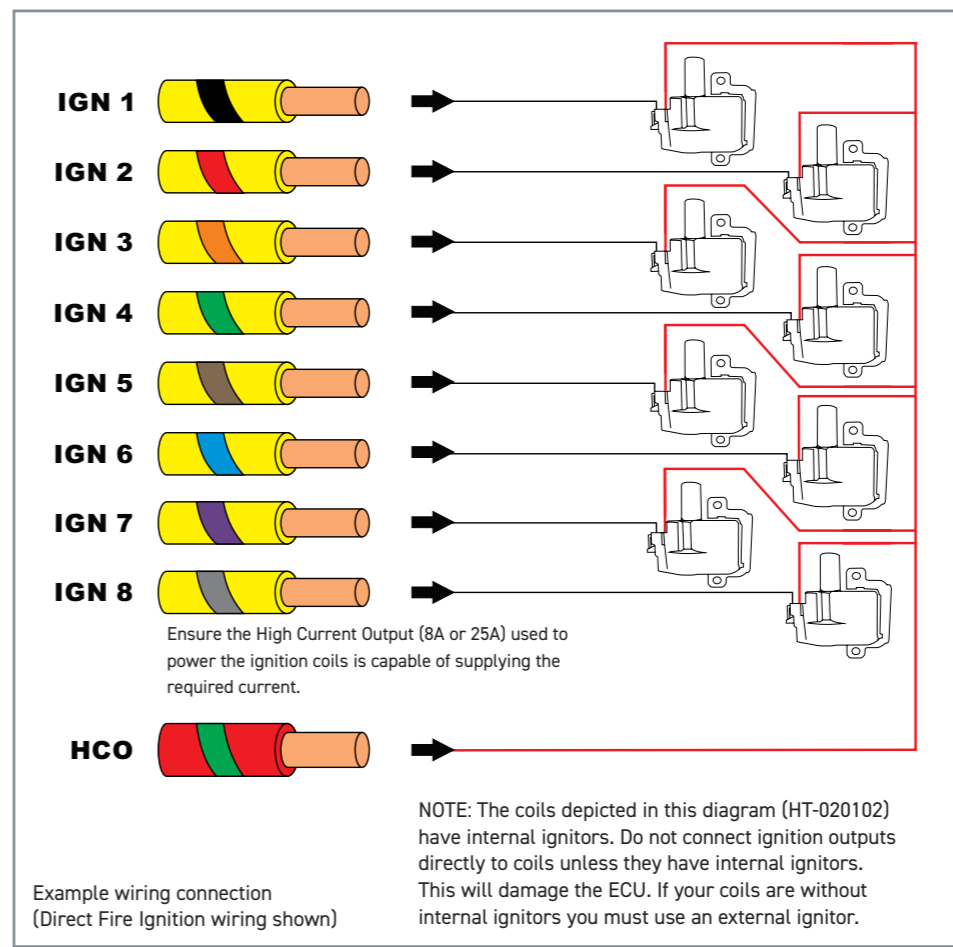 IGN 1
IGN 2
IGN 3
IGN 4
IGN 5
IGN 6
IGN 7
IGN 8
Ensure the High Current Output (8A or 25A) used to
power the ignition coils is capable of supplying the
required current.
HCO
NOTE: The coils depicted in this diagram (HT-020102)
have internal ignitors. Do not connect ignition outputs
directly to coils unless they have internal ignitors.
This will damage the ECU. If your coils are without
internal ignitors you must use an external ignitor.
Example wiring connection
(Direct Fire Ignition wiring shown)